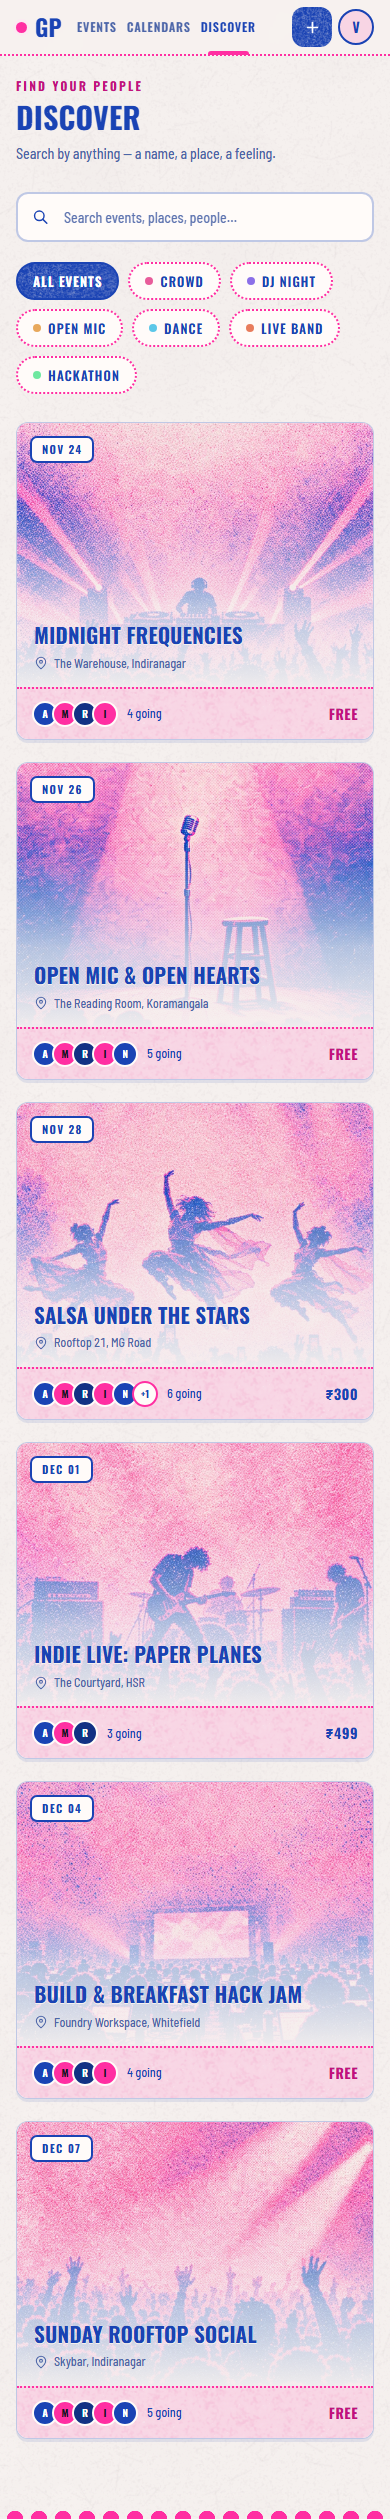 GP EVENTS CALENDARS DISCOVER + V
FIND YOUR PEOPLE
DISCOVER
Search by anything — a name, a place, a feeling.
Search events, places, people...
ALL EVENTS CROWD DJ NIGHT
OPEN MIC DANCE LIVE BAND
HACKATHON
NOV 24
MIDNIGHT FREQUENCIES
The Warehouse, Indiranagar
A M R I 4 going FREE
NOV 26
OPEN MIC & OPEN HEARTS
The Reading Room, Koramangala
A M R I N 5 going FREE
NOV 28
SALSA UNDER THE STARS
Rooftop 21, MG Road
A M R I N +1 6 going ₹300
DEC 01
INDIE LIVE: PAPER PLANES
The Courtyard, HSR
A M R 3 going ₹499
DEC 04
BUILD & BREAKFAST HACK JAM
Foundry Workspace, Whitefield
A M R I 4 going FREE
DEC 07
SUNDAY ROOFTOP SOCIAL
Skybar, Indiranagar
A M R I N 5 going FREE